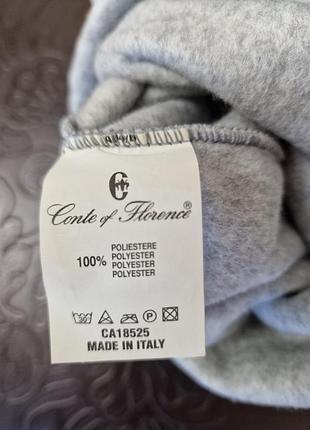 Conte of Florence®
100% POLIESTERE
POLYESTER
POLYESTER
POLYESTER
CA18525
MADE IN ITALY